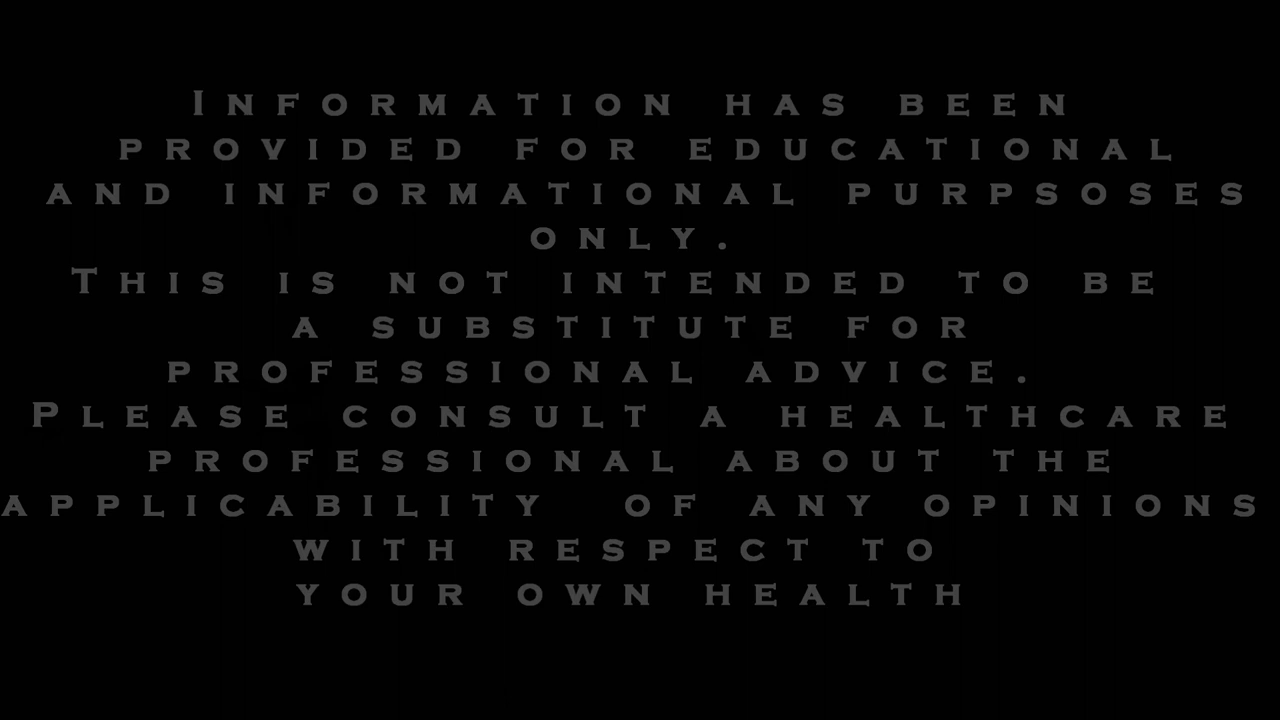 Information has been
provided for educational
and informational purpsoses
only.
This is not intended to be
a substitute for
professional advice.
Please consult a healthcare
professional about the
applicability of any opinions
with respect to
your own health